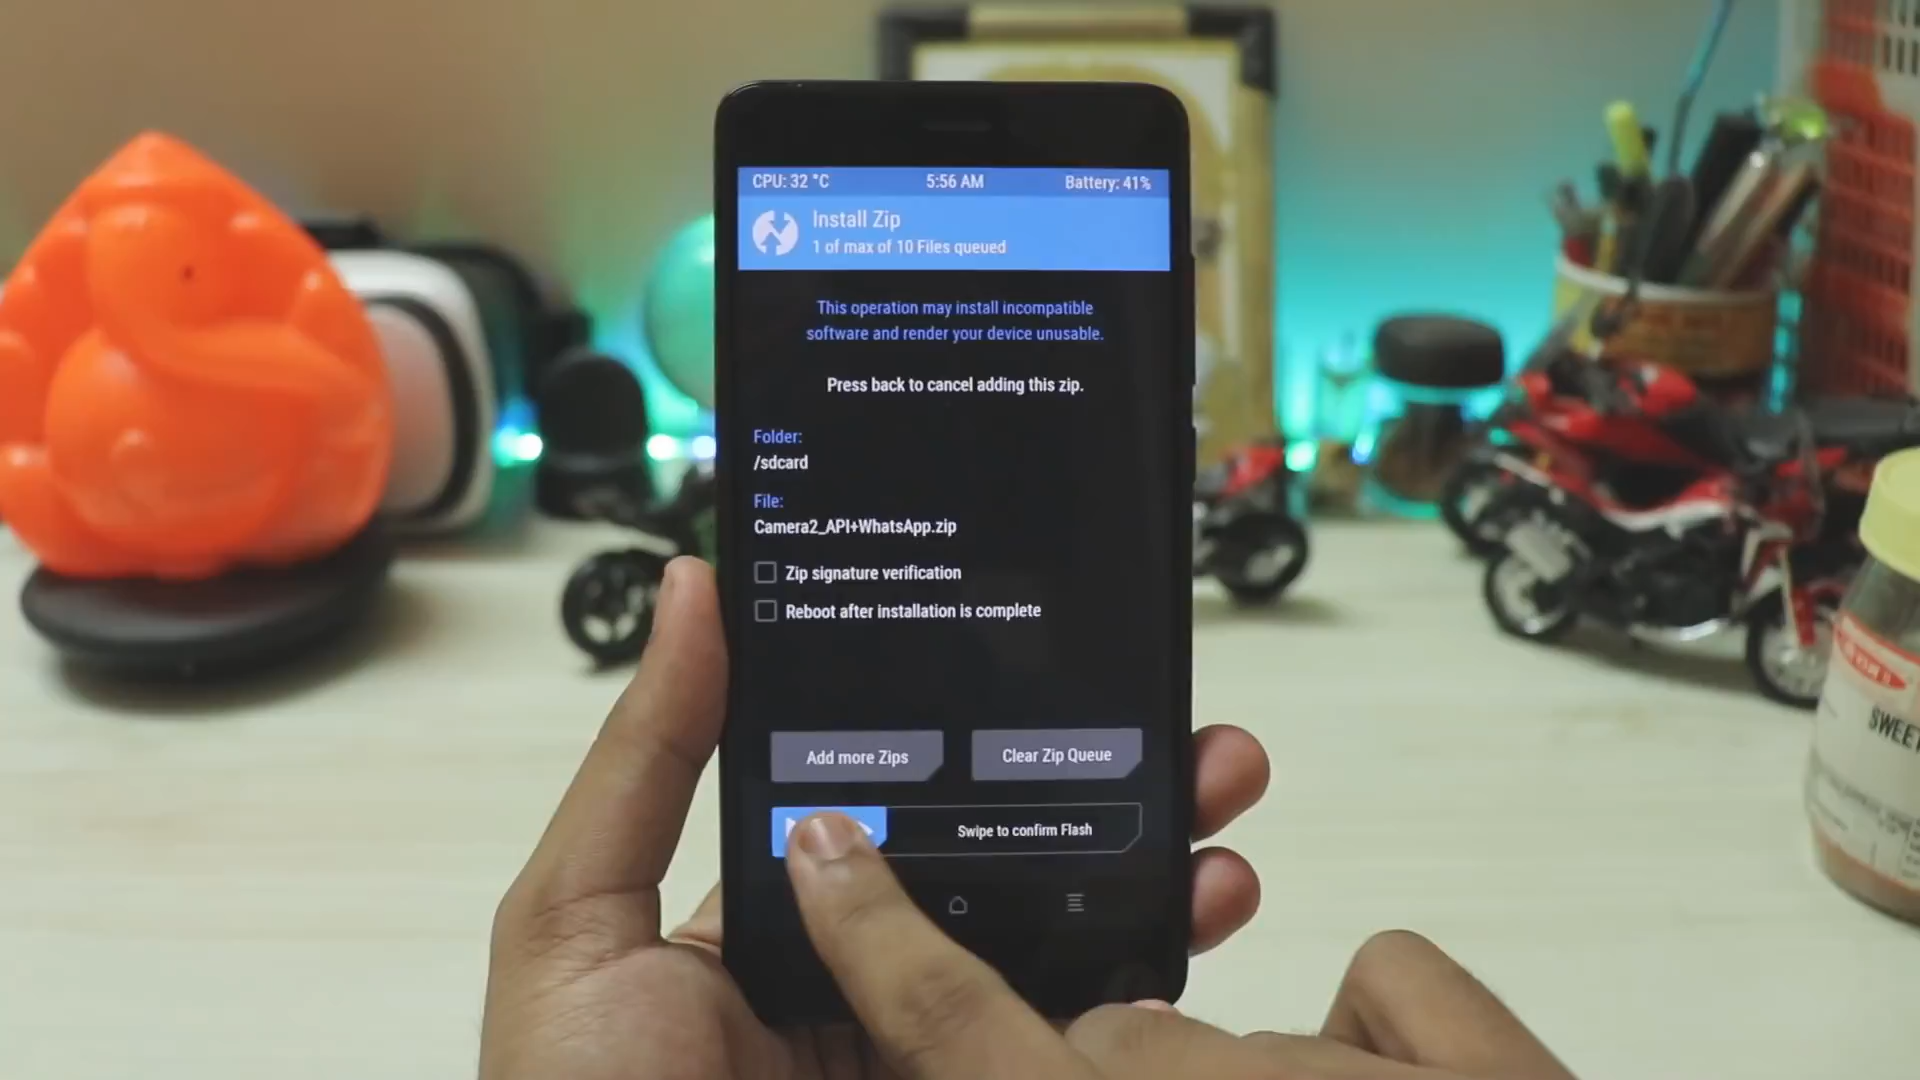 CPU: 32 °C 5:56 AM Battery: 41%
Install Zip
1 of max of 10 Files queued
This operation may install incompatible
software and render your device unusable.
Press back to cancel adding this zip.
Folder:
/sdcard
File:
Camera2_API+WhatsApp.zip
Zip signature verification
Reboot after installation is complete
Add more Zips Clear Zip Queue
Swipe to confirm Flash